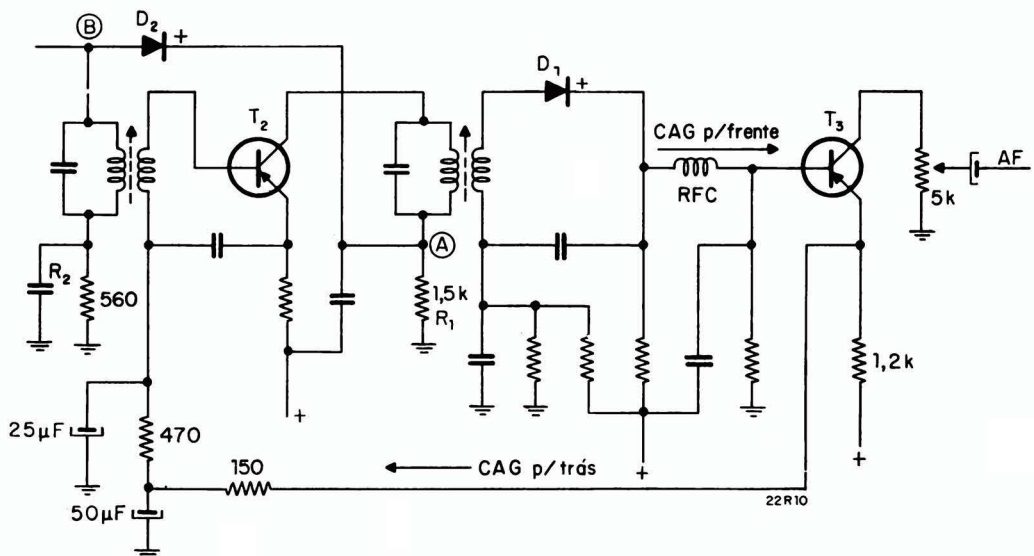 B
D₂
+
D₁
+
T₂
CAG p/frente
T₃
RFC
AF
5k
A
R₂
560
1,5k
R₁
1,2k
+
25µF
470
+
+
CAG p/trás
150
22R10
50µF